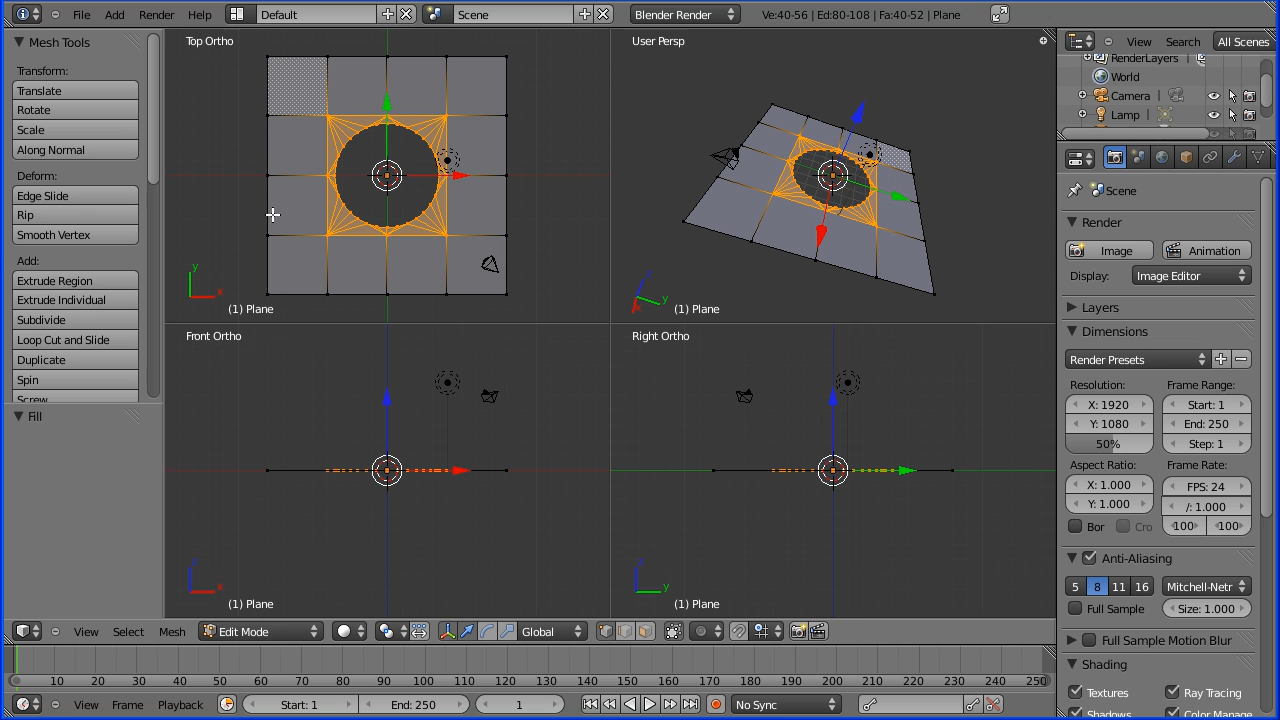 File Add Render Help Default Scene Blender Render Ve:40-56 | Ed:80-108 | Fa:40-52 | Plane
View Search All Scenes
Mesh Tools
Transform:
Translate
Rotate
Scale
Along Normal
Deform:
Edge Slide
Rip
Smooth Vertex
Add:
Extrude Region
Extrude Individual
Subdivide
Loop Cut and Slide
Duplicate
Spin
Screw
Fill
Top Ortho
y
x
(1) Plane
User Persp
y
(1) Plane
Front Ortho
x
(1) Plane
Right Ortho
y
(1) Plane
RenderLayers
World
Camera
Lamp
Scene
Render
Image Animation
Display: Image Editor
Layers
Dimensions
Render Presets
Resolution: Frame Range:
X: 1920 Start: 1
Y: 1080 End: 250
50% Step: 1
Aspect Ratio: Frame Rate:
X: 1.000 FPS: 24
Y: 1.000 /: 1.000
Bor Cro 100 100
Anti-Aliasing
5 8 11 16 Mitchell-Netr
Full Sample Size: 1.000
Full Sample Motion Blur
Shading
Textures Ray Tracing
Shadows Color Manage
View Select Mesh Edit Mode Global
10 20 30 40 50 60 70 80 90 100 110 120 130 140 150 160 170 180 190 200 210 220 230 240 250
View Frame Playback Start: 1 End: 250 1 No Sync